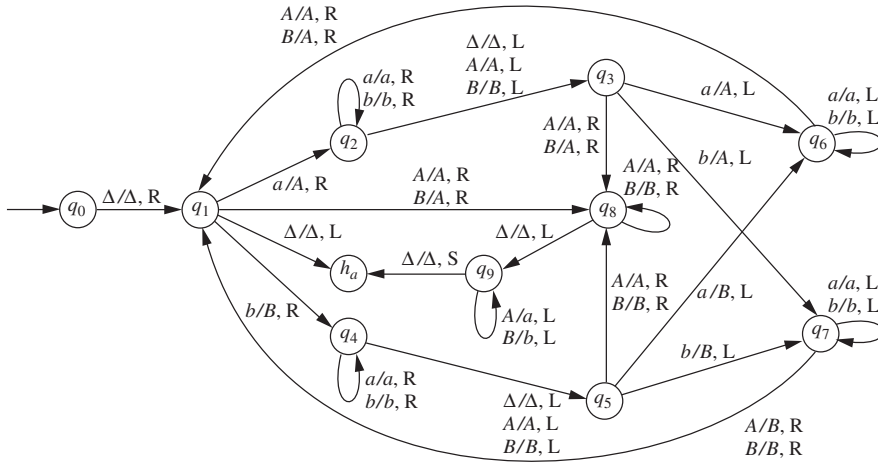 A/A, R
B/A, R
Δ/Δ, L
A/A, L
B/B, L
q3
a/a, R
b/b, R
a/A, L
a/a, L
b/b, L
q2
q6
A/A, R
B/A, R
b/A, L
a/A, R
A/A, R
B/A, R
A/A, R
B/B, R
q0
Δ/Δ, R
q1
q8
Δ/Δ, L
Δ/Δ, L
Δ/Δ, S
ha
q9
A/A, R
B/B, R
a/B, L
a/a, L
b/b, L
b/B, R
A/a, L
B/b, L
q4
q7
b/B, L
a/a, R
b/b, R
q5
Δ/Δ, L
A/A, L
B/B, L
A/B, R
B/B, R